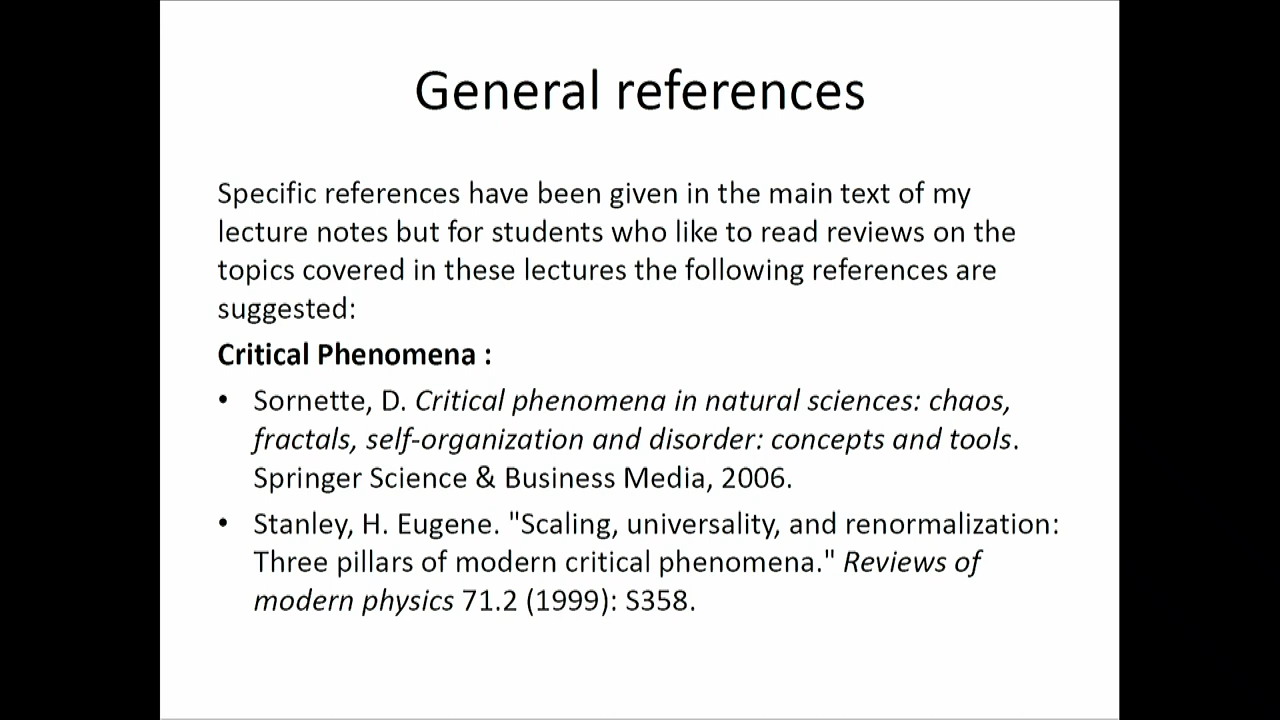 General references
Specific references have been given in the main text of my
lecture notes but for students who like to read reviews on the
topics covered in these lectures the following references are
suggested:
Critical Phenomena :
• Sornette, D. Critical phenomena in natural sciences: chaos,
fractals, self-organization and disorder: concepts and tools.
Springer Science & Business Media, 2006.
• Stanley, H. Eugene. "Scaling, universality, and renormalization:
Three pillars of modern critical phenomena." Reviews of
modern physics 71.2 (1999): S358.